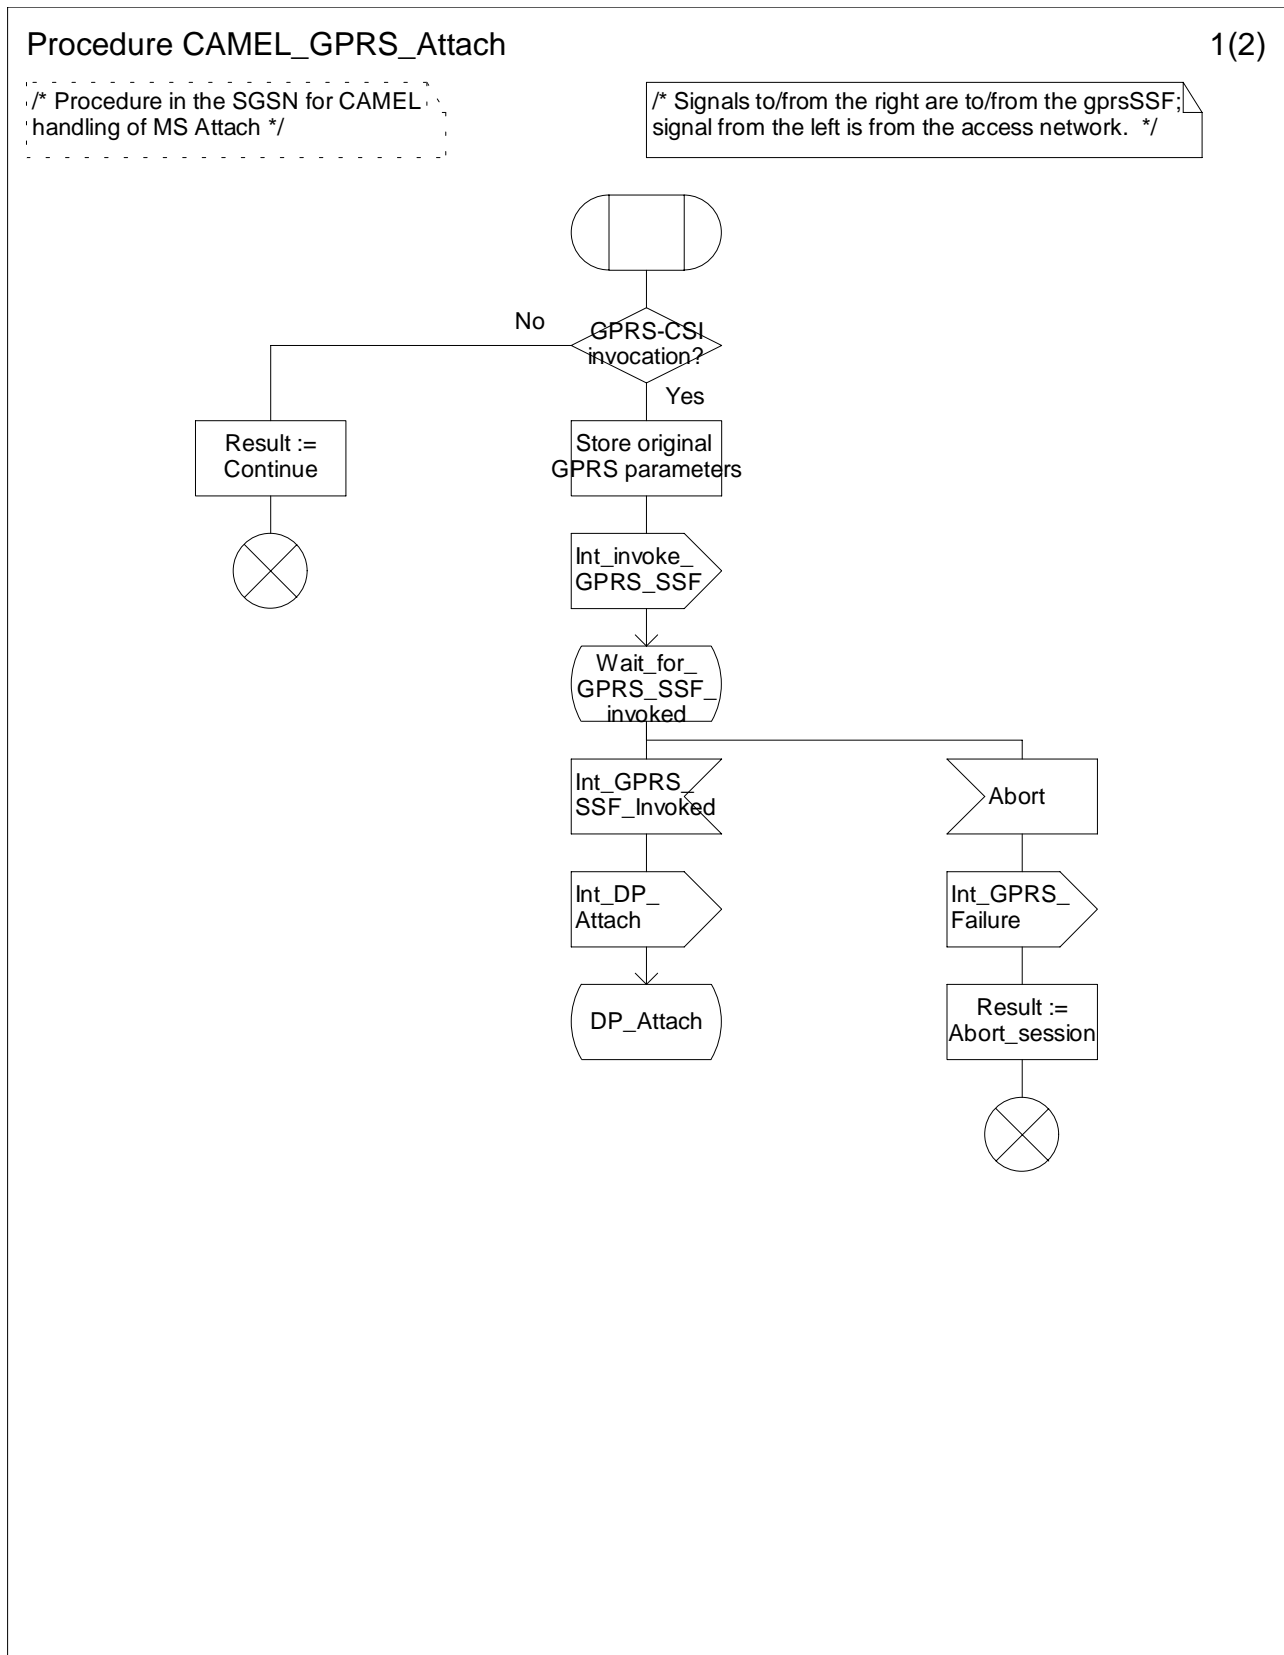 Procedure CAMEL_GPRS_Attach
1(2)
/* Procedure in the SGSN for CAMEL
handling of MS Attach */
/* Signals to/from the right are to/from the gprsSSF;
signal from the left is from the access network.  */
No
GPRS-CSI
invocation?
Yes
Result :=
Continue
Store original
GPRS parameters
Int_invoke_
GPRS_SSF
Wait_for_
GPRS_SSF_
invoked
Int_GPRS_
SSF_Invoked
Abort
Int_DP_
Attach
Int_GPRS_
Failure
DP_Attach
Result :=
Abort_session